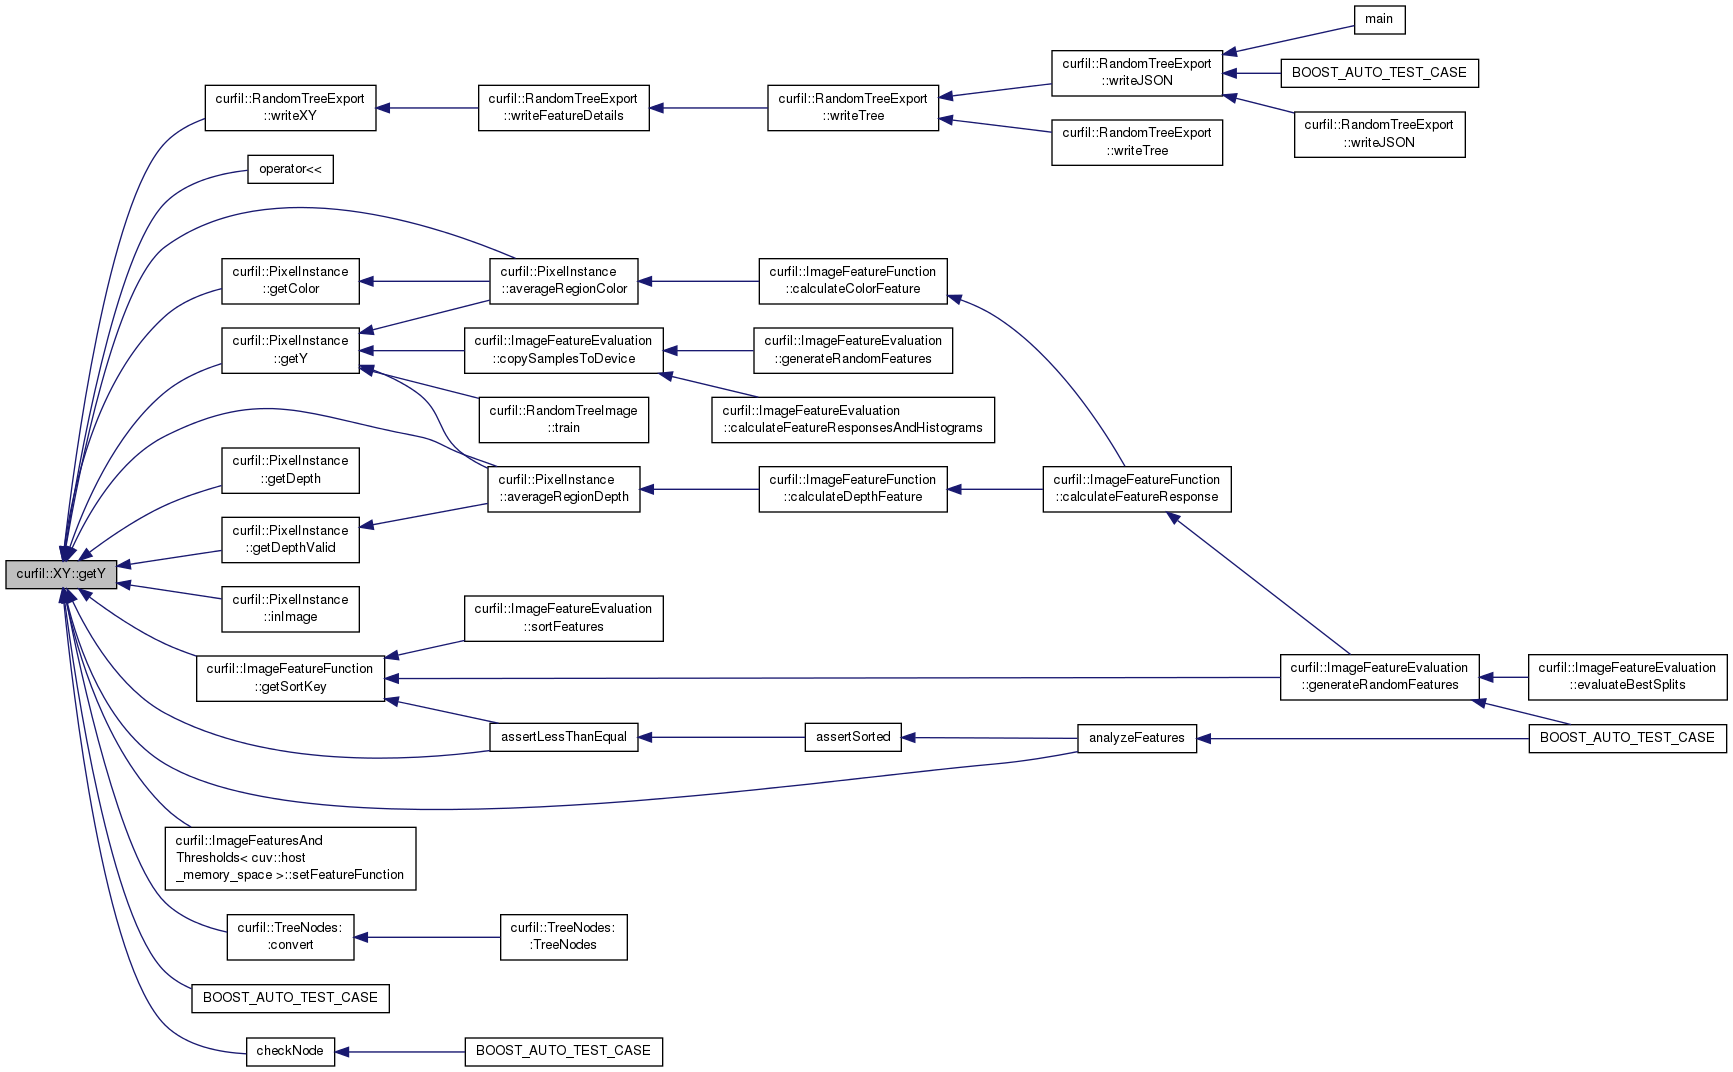 main
curfil::RandomTreeExport
::writeJSON
BOOST_AUTO_TEST_CASE
curfil::RandomTreeExport
::writeXY
curfil::RandomTreeExport
::writeFeatureDetails
curfil::RandomTreeExport
::writeTree
curfil::RandomTreeExport
::writeJSON
curfil::RandomTreeExport
::writeTree
operator<<
curfil::PixelInstance
::getColor
curfil::PixelInstance
::averageRegionColor
curfil::ImageFeatureFunction
::calculateColorFeature
curfil::PixelInstance
::getY
curfil::ImageFeatureEvaluation
::copySamplesToDevice
curfil::ImageFeatureEvaluation
::generateRandomFeatures
curfil::RandomTreeImage
::train
curfil::ImageFeatureEvaluation
::calculateFeatureResponsesAndHistograms
curfil::PixelInstance
::getDepth
curfil::PixelInstance
::averageRegionDepth
curfil::ImageFeatureFunction
::calculateDepthFeature
curfil::ImageFeatureFunction
::calculateFeatureResponse
curfil::PixelInstance
::getDepthValid
curfil::XY::getY
curfil::PixelInstance
::inImage
curfil::ImageFeatureEvaluation
::sortFeatures
curfil::ImageFeatureFunction
::getSortKey
curfil::ImageFeatureEvaluation
::generateRandomFeatures
curfil::ImageFeatureEvaluation
::evaluateBestSplits
assertLessThanEqual
assertSorted
analyzeFeatures
BOOST_AUTO_TEST_CASE
curfil::ImageFeaturesAnd
Thresholds< cuv::host
_memory_space >::setFeatureFunction
curfil::TreeNodes:
:convert
curfil::TreeNodes:
:TreeNodes
BOOST_AUTO_TEST_CASE
checkNode
BOOST_AUTO_TEST_CASE